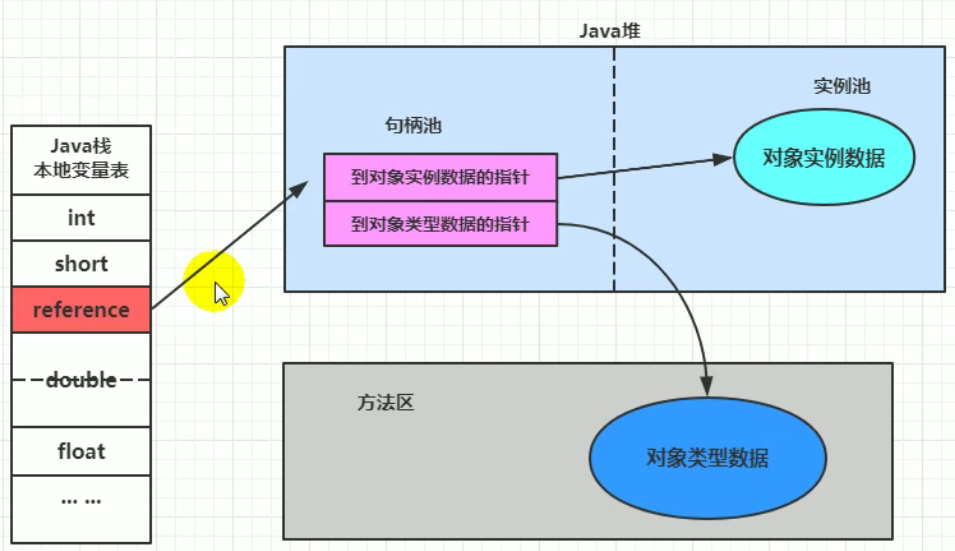 Java堆
实例池
句柄池
对象实例数据
到对象实例数据的指针
到对象类型数据的指针
Java栈
本地变量表
int
short
reference
double
float
... ...
方法区
对象类型数据